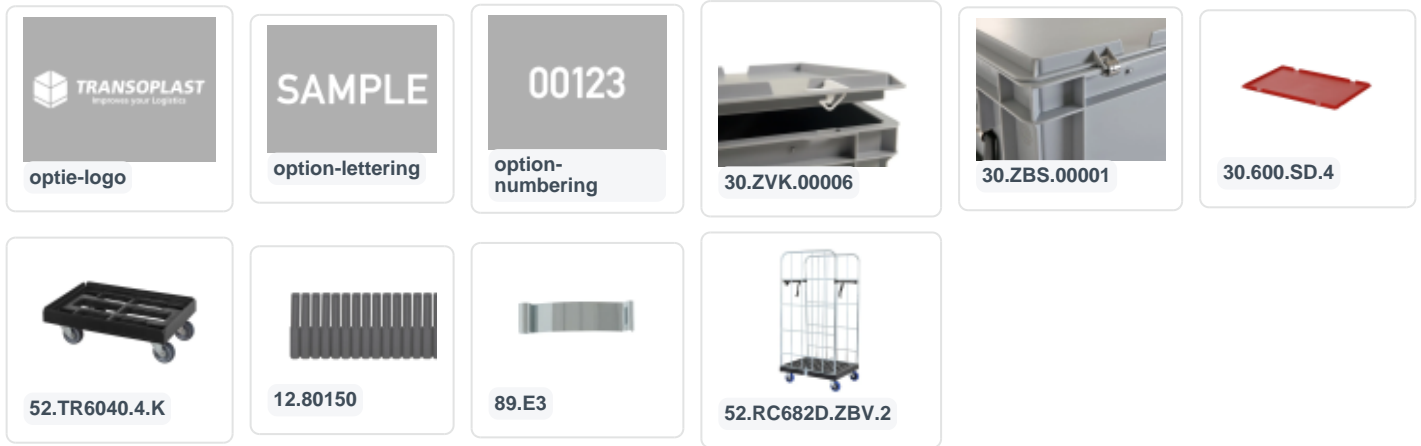 TRANSOPLAST
Improves your Logistics
optie-logo
SAMPLE
option-lettering
00123
option-
numbering
30.ZVK.00006
30.ZBS.00001
30.600.SD.4
52.TR6040.4.K
12.80150
89.E3
52.RC682D.ZBV.2